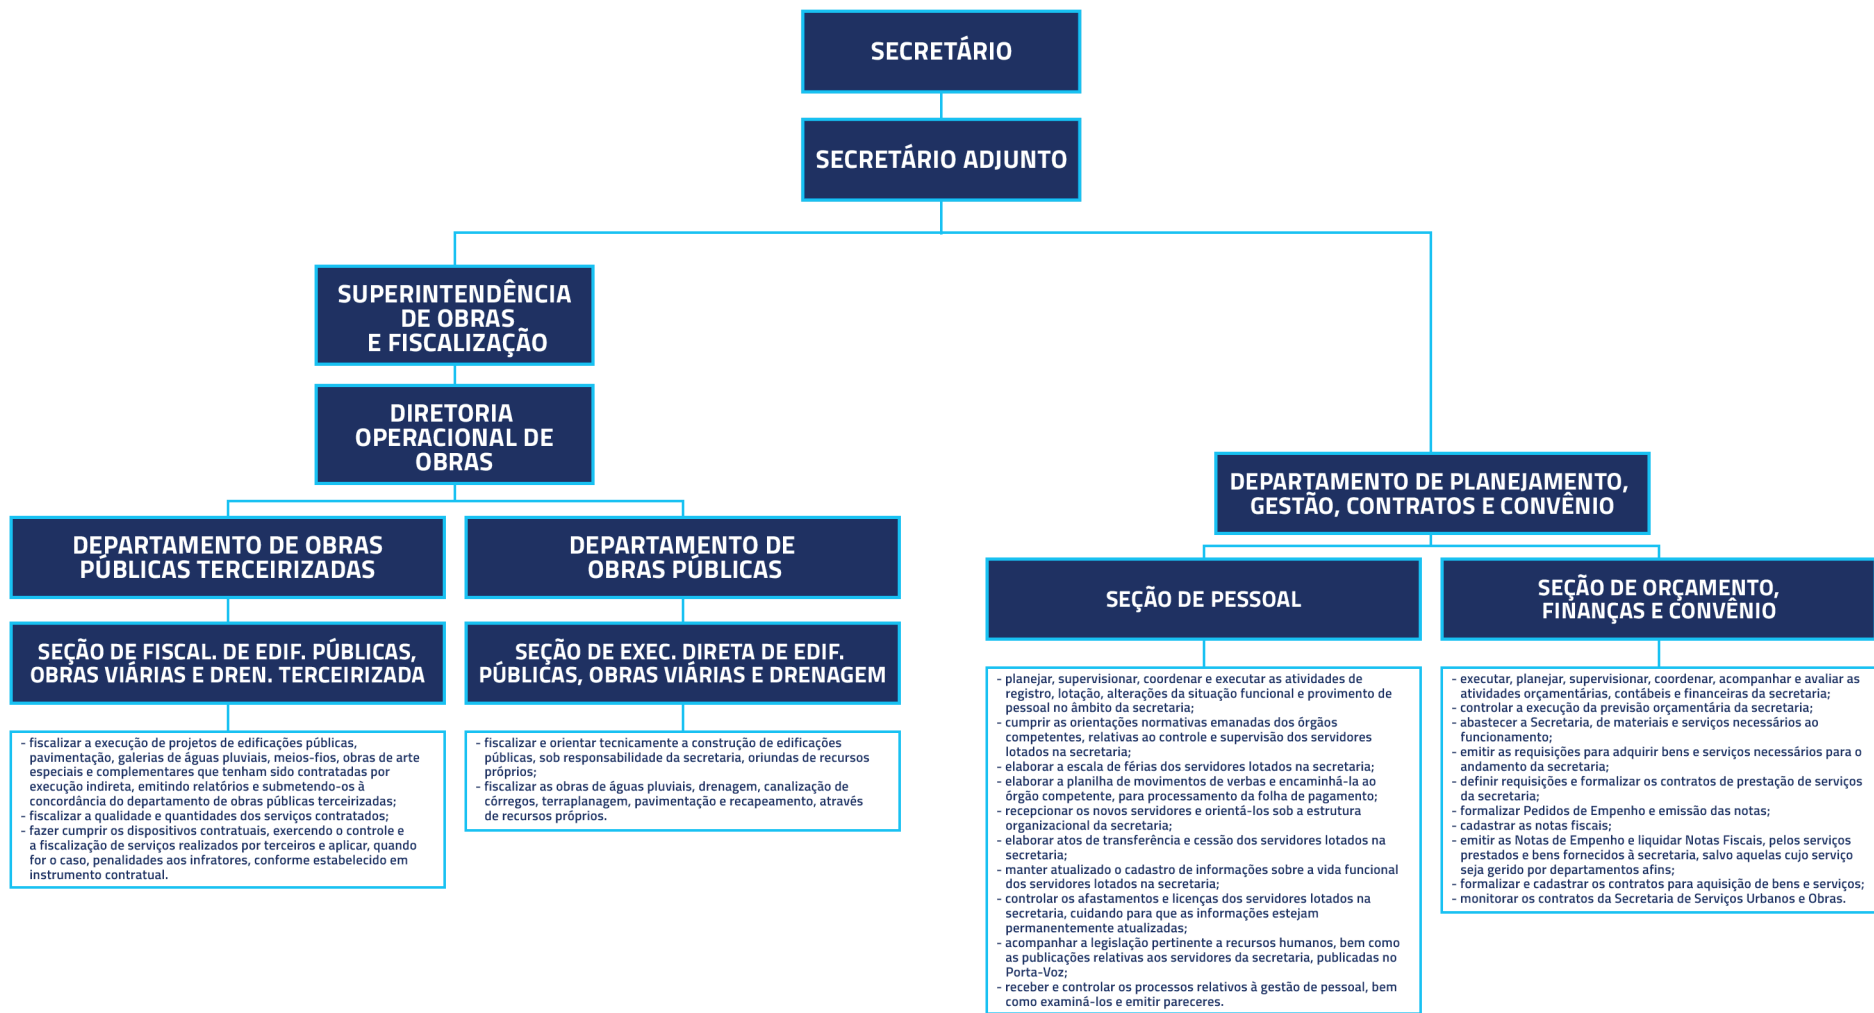 SECRETÁRIO
SECRETÁRIO ADJUNTO
SUPERINTENDÊNCIA
DE OBRAS
E FISCALIZAÇÃO
DIRETORIA
OPERACIONAL DE
OBRAS
DEPARTAMENTO DE OBRAS
PÚBLICAS TERCEIRIZADAS
SEÇÃO DE FISCAL. DE EDIF. PÚBLICAS,
OBRAS VIÁRIAS E DREN. TERCEIRIZADA
- fiscalizar a execução de projetos de edificações públicas,
pavimentação, galerias de águas pluviais, meios-fios, obras de arte
especiais e complementares que tenham sido contratadas por
execução indireta, emitindo relatórios e submetendo-os à
concordância do departamento de obras públicas terceirizadas;
- fiscalizar a qualidade e quantidades dos serviços contratados;
- fazer cumprir os dispositivos contratuais, exercendo o controle e
a fiscalização de serviços realizados por terceiros e aplicar, quando
for o caso, penalidades aos infratores, conforme estabelecido em
instrumento contratual.
DEPARTAMENTO DE
OBRAS PÚBLICAS
SEÇÃO DE EXEC. DIRETA DE EDIF.
PÚBLICAS, OBRAS VIÁRIAS E DRENAGEM
- fiscalizar e orientar tecnicamente a construção de edificações
públicas, sob responsabilidade da secretaria, oriundas de recursos
próprios;
- fiscalizar as obras de águas pluviais, drenagem, canalização de
córregos, terraplanagem, pavimentação e recapeamento, através
de recursos próprios.
DEPARTAMENTO DE PLANEJAMENTO,
GESTÃO, CONTRATOS E CONVÊNIO
SEÇÃO DE PESSOAL
- planejar, supervisionar, coordenar e executar as atividades de
registro, lotação, alterações da situação funcional e provimento de
pessoal no âmbito da secretaria;
- cumprir as orientações normativas emanadas dos órgãos
competentes, relativas ao controle e supervisão dos servidores
lotados na secretaria;
- elaborar a escala de férias dos servidores lotados na secretaria;
- elaborar a planilha de movimentos de verbas e encaminhá-la ao
órgão competente, para processamento da folha de pagamento;
- recepcionar os novos servidores e orientá-los sob a estrutura
organizacional da secretaria;
- elaborar atos de transferência e cessão dos servidores lotados na
secretaria;
- manter atualizado o cadastro de informações sobre a vida funcional
dos servidores lotados na secretaria;
- controlar os afastamentos e licenças dos servidores lotados na
secretaria, cuidando para que as informações estejam
permanentemente atualizadas;
- acompanhar a legislação pertinente a recursos humanos, bem como
as publicações relativas aos servidores da secretaria, publicadas no
Porta-Voz;
- receber e controlar os processos relativos à gestão de pessoal, bem
como examiná-los e emitir pareceres.
SEÇÃO DE ORÇAMENTO,
FINANÇAS E CONVÊNIO
- executar, planejar, supervisionar, coordenar, acompanhar e avaliar as
atividades orçamentárias, contábeis e financeiras da secretaria;
- controlar a execução da previsão orçamentária da secretaria;
- abastecer a Secretaria, de materiais e serviços necessários ao
funcionamento;
- emitir as requisições para adquirir bens e serviços necessários para o
andamento da secretaria;
- definir requisições e formalizar os contratos de prestação de serviços
da secretaria;
- formalizar Pedidos de Empenho e emissão das notas;
- cadastrar as notas fiscais;
- emitir as Notas de Empenho e liquidar Notas Fiscais, pelos serviços
prestados e bens fornecidos à secretaria, salvo aquelas cujo serviço
seja gerido por departamentos afins;
- formalizar e cadastrar os contratos para aquisição de bens e serviços;
- monitorar os contratos da Secretaria de Serviços Urbanos e Obras.